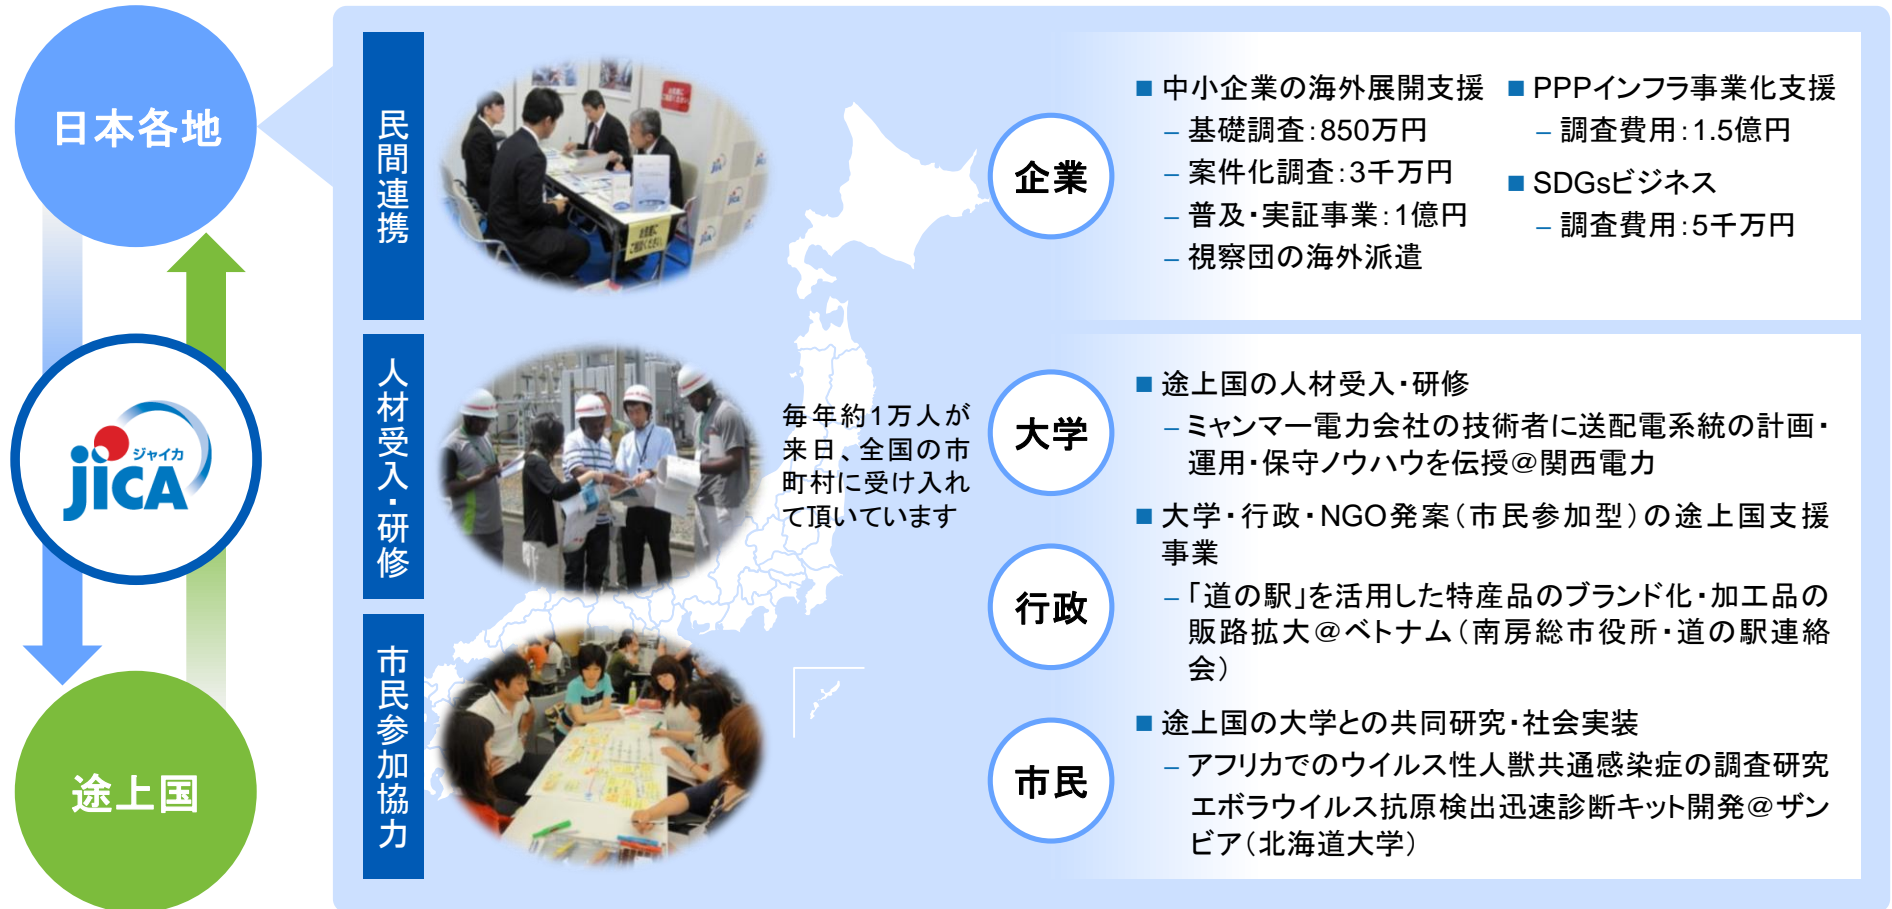 日本各地
ジャイカ
JICA
途上国
民間連携
人材受入・研修
市民参加協力
お気軽に
ご相談ください
毎年約1万人が
来日、全国の市
町村に受け入れ
て頂いています
企業
■ 中小企業の海外展開支援
– 基礎調査：850万円
– 案件化調査：3千万円
– 普及・実証事業：1億円
– 視察団の海外派遣
■ PPPインフラ事業化支援
– 調査費用：1.5億円
■ SDGsビジネス
– 調査費用：5千万円
大学
行政
市民
■ 途上国の人材受入・研修
– ミャンマー電力会社の技術者に送配電系統の計画・
運用・保守ノウハウを伝授＠関西電力
■ 大学・行政・NGO発案（市民参加型）の途上国支援
事業
– 「道の駅」を活用した特産品のブランド化・加工品の
販路拡大＠ベトナム（南房総市役所・道の駅連絡
会）
■ 途上国の大学との共同研究・社会実装
– アフリカでのウイルス性人獣共通感染症の調査研究
エボラウイルス抗原検出迅速診断キット開発＠ザン
ビア（北海道大学）